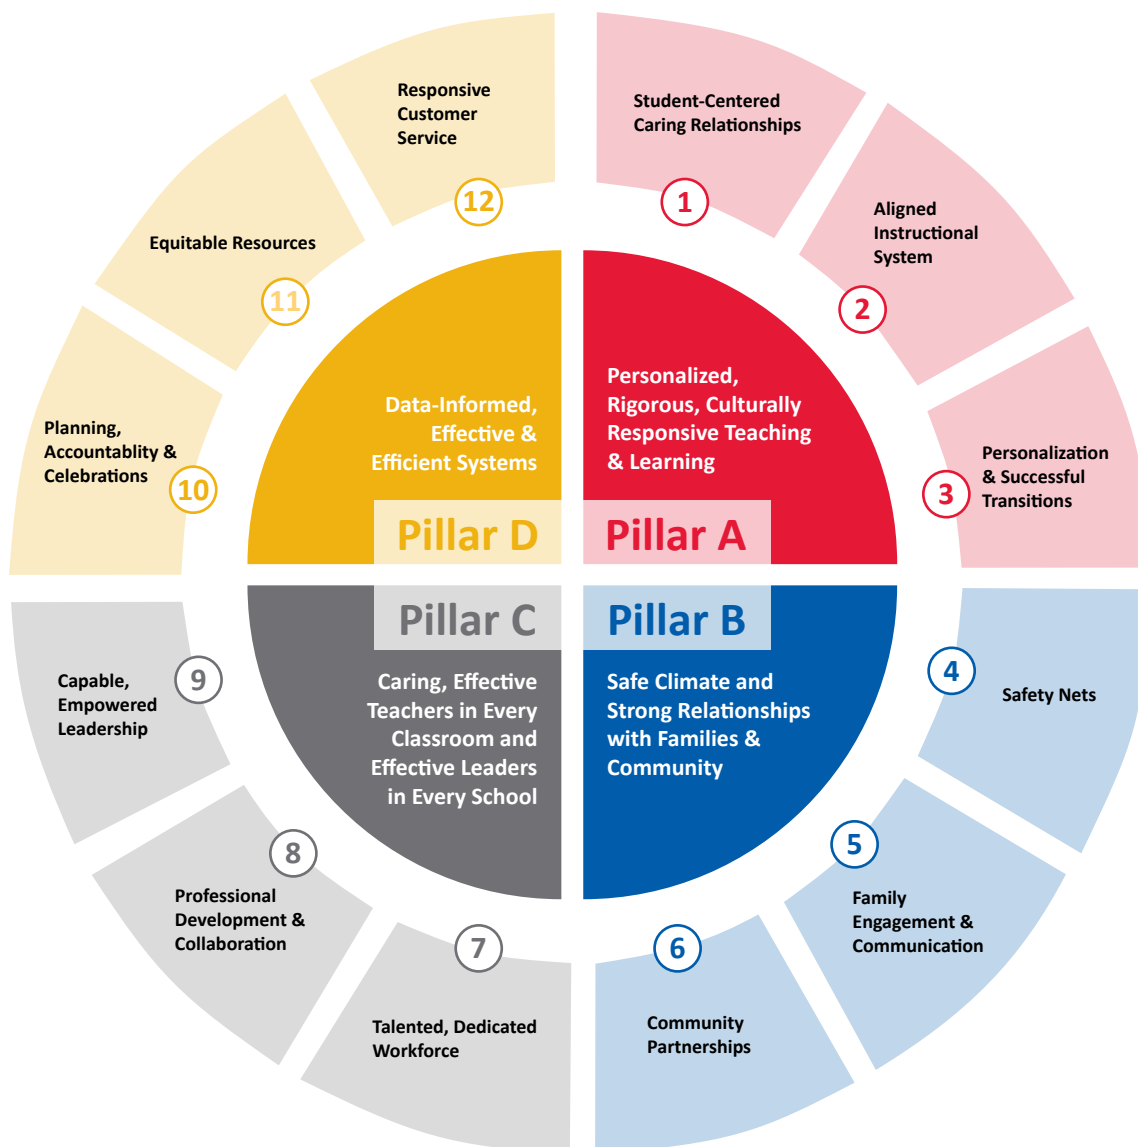 Responsive
Customer
Service
12
Student-Centered
Caring Relationships
1
Aligned
Instructional
System
2
Equitable Resources
11
Personalization
& Successful
Transitions
3
Planning,
Accountablity &
Celebrations
10
Data-Informed,
Effective &
Efficient Systems
Pillar D
Personalized,
Rigorous, Culturally
Responsive Teaching
& Learning
Pillar A
Pillar C
Caring, Effective
Teachers in Every
Classroom and
Effective Leaders
in Every School
Pillar B
Safe Climate and
Strong Relationships
with Families &
Community
4
Safety Nets
9
Capable,
Empowered
Leadership
5
Family
Engagement &
Communication
8
Professional
Development &
Collaboration
7
Talented, Dedicated
Workforce
6
Community
Partnerships